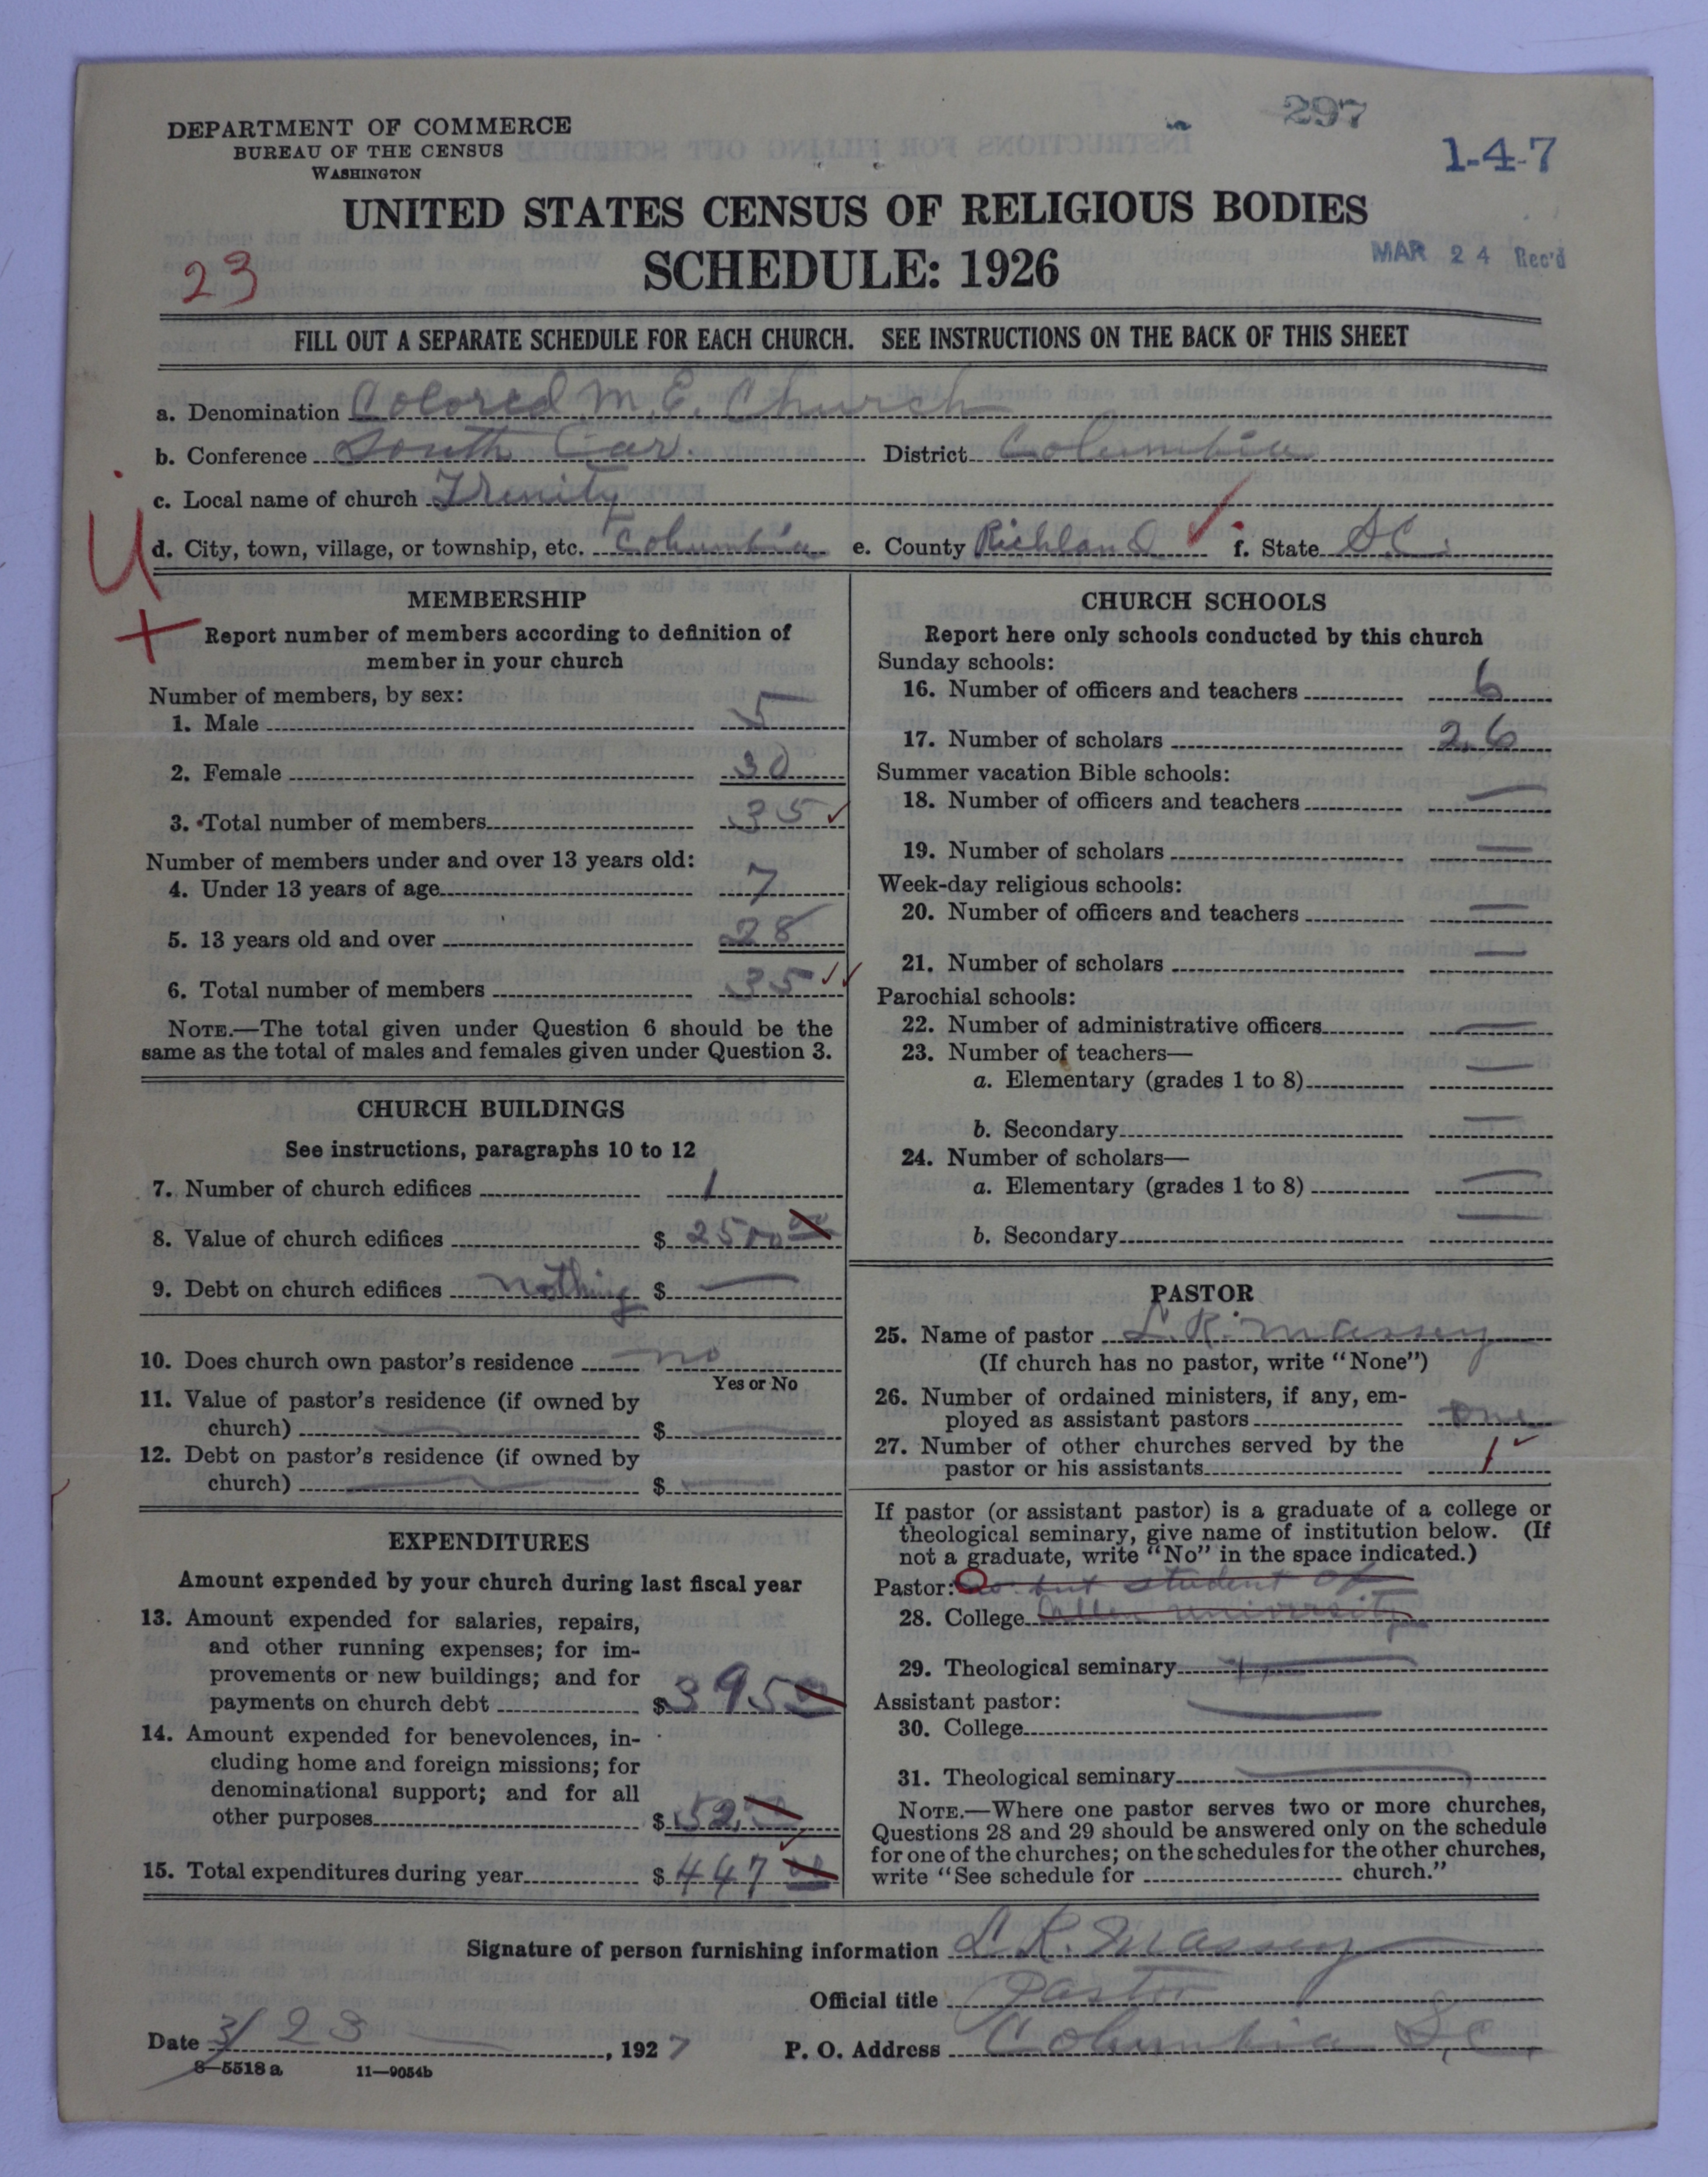 297
1-4-7
DEPARTMENT OF COMMERCE
BUREAU OF THE CENSUS
WASHINGTON
UNITED STATES CENSUS OF RELIGIOUS BODIES
SCHEDULE: 1926
MAR 24 Rec'd
23
FILL OUT A SEPARATE SCHEDULE FOR EACH CHURCH. SEE INSTRUCTIONS ON THE BACK OF THIS SHEET
a. Denomination Colored M. E. Church
b. Conference South Car. District Columbia
c. Local name of church Trinity
d. City, town, village, or township, etc. Columbia e. County Richland f. State S.C.
U
+
MEMBERSHIP
Report number of members according to definition of
member in your church
Number of members, by sex:
1. Male 5
2. Female 30
3. Total number of members 35
Number of members under and over 13 years old:
4. Under 13 years of age 7
5. 13 years old and over 28
6. Total number of members 35
NOTE.—The total given under Question 6 should be the
same as the total of males and females given under Question 3.
CHURCH BUILDINGS
See instructions, paragraphs 10 to 12
7. Number of church edifices 1
8. Value of church edifices $ 2500 00
9. Debt on church edifices nothing $ —
10. Does church own pastor's residence no
Yes or No
11. Value of pastor's residence (if owned by
church) — $ —
12. Debt on pastor's residence (if owned by
church) — $ —
EXPENDITURES
Amount expended by your church during last fiscal year
13. Amount expended for salaries, repairs,
and other running expenses; for im-
provements or new buildings; and for
payments on church debt $ 395
14. Amount expended for benevolences, in-
cluding home and foreign missions; for
denominational support; and for all
other purposes $ 52
15. Total expenditures during year $ 447 00
CHURCH SCHOOLS
Report here only schools conducted by this church
Sunday schools:
16. Number of officers and teachers 6
17. Number of scholars 26
Summer vacation Bible schools:
18. Number of officers and teachers —
19. Number of scholars —
Week-day religious schools:
20. Number of officers and teachers —
21. Number of scholars —
Parochial schools:
22. Number of administrative officers —
23. Number of teachers—
a. Elementary (grades 1 to 8) —
b. Secondary —
24. Number of scholars—
a. Elementary (grades 1 to 8) —
b. Secondary —
PASTOR
25. Name of pastor L. R. Massey
(If church has no pastor, write "None")
26. Number of ordained ministers, if any, em-
ployed as assistant pastors one
27. Number of other churches served by the
pastor or his assistants 1
If pastor (or assistant pastor) is a graduate of a college or
theological seminary, give name of institution below. (If
not a graduate, write "No" in the space indicated.)
Pastor: no but student of
28. College Allen university
29. Theological seminary
Assistant pastor: —
30. College
31. Theological seminary —
NOTE.—Where one pastor serves two or more churches,
Questions 28 and 29 should be answered only on the schedule
for one of the churches; on the schedules for the other churches,
write "See schedule for church."
Signature of person furnishing information L. R. Massey
Official title Pastor
Date 3/23, 1927 P. O. Address Columbia S.C.
8—5518 a 11—9054b